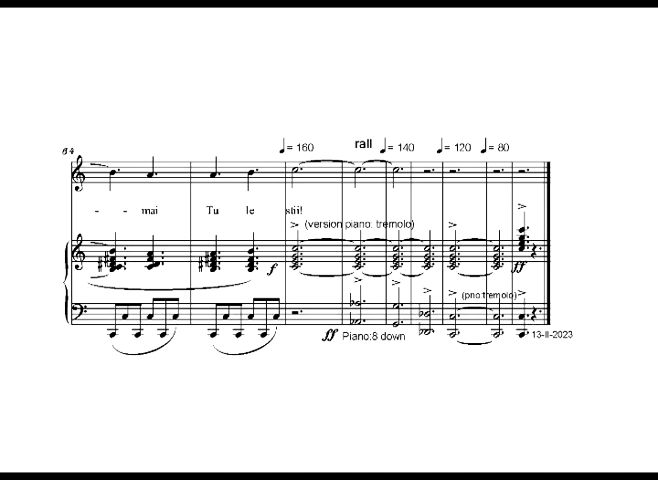 64
= 160 rall = 140 = 120 = 80
- - mai Tu le stii!
(version piano: tremolo)
f ff
(pno tremolo)
ff Piano:8 down 13-II-2023